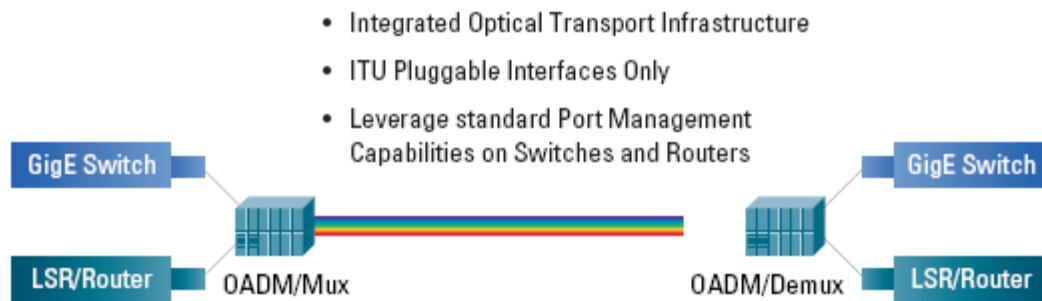 • Integrated Optical Transport Infrastructure
• ITU Pluggable Interfaces Only
• Leverage standard Port Management
Capabilities on Switches and Routers
GigE Switch
GigE Switch
LSR/Router
OADM/Mux
OADM/Demux
LSR/Router